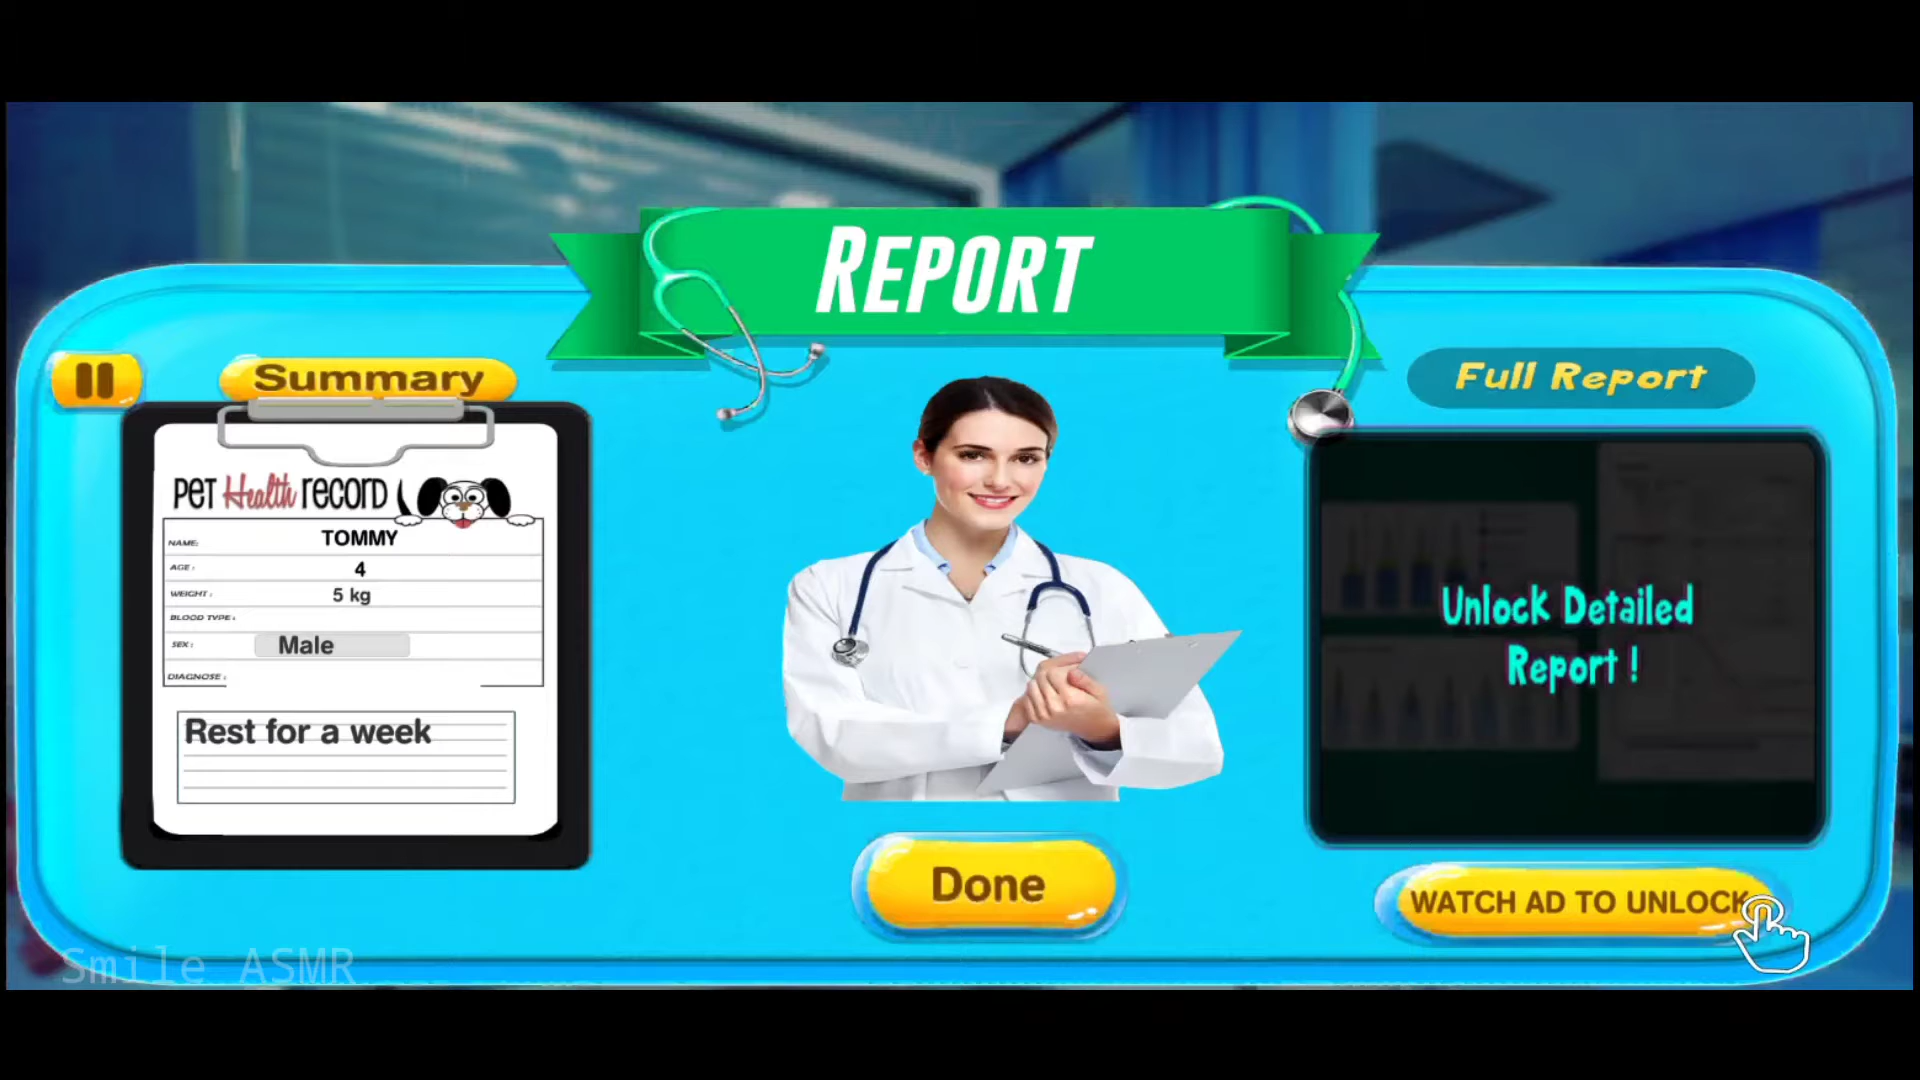 REPORT
Summary
Full Report
PET Health RECORD
NAME: TOMMY
AGE : 4
WEIGHT : 5 kg
BLOOD TYPE :
SEX : Male
DIAGNOSE :
Rest for a week
Unlock Detailed
Report !
Done
WATCH AD TO UNLOCK
Smile ASMR